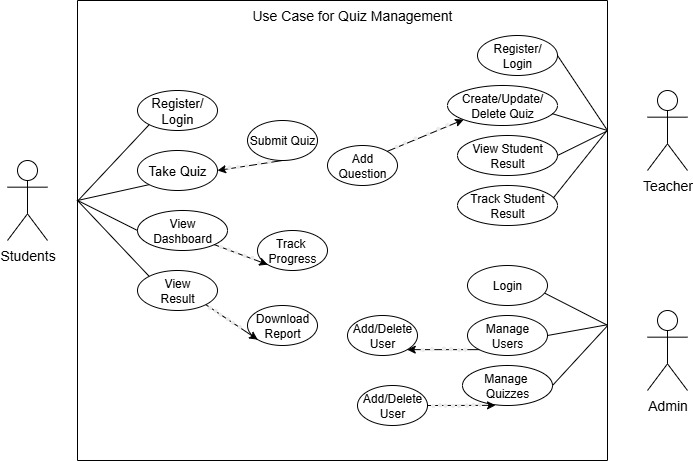 Use Case for Quiz Management
Register/
Login
Take Quiz
Submit Quiz
View
Dashboard
Track
Progress
View
Result
Download
Report
Students
Register/
Login
Create/Update/
Delete Quiz
Add
Question
View Student
Result
Track Student
Result
Teacher
Login
Manage
Users
Add/Delete
User
Manage
Quizzes
Add/Delete
User
Admin